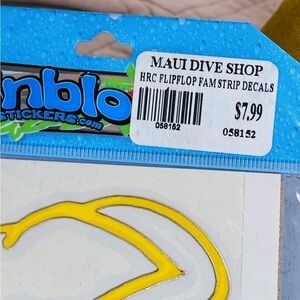 MAUI DIVE SHOP
HRC FLIPFLOP FAM STRIP DECALS
$7.99
058152
058152
nblo
STICKERS.com